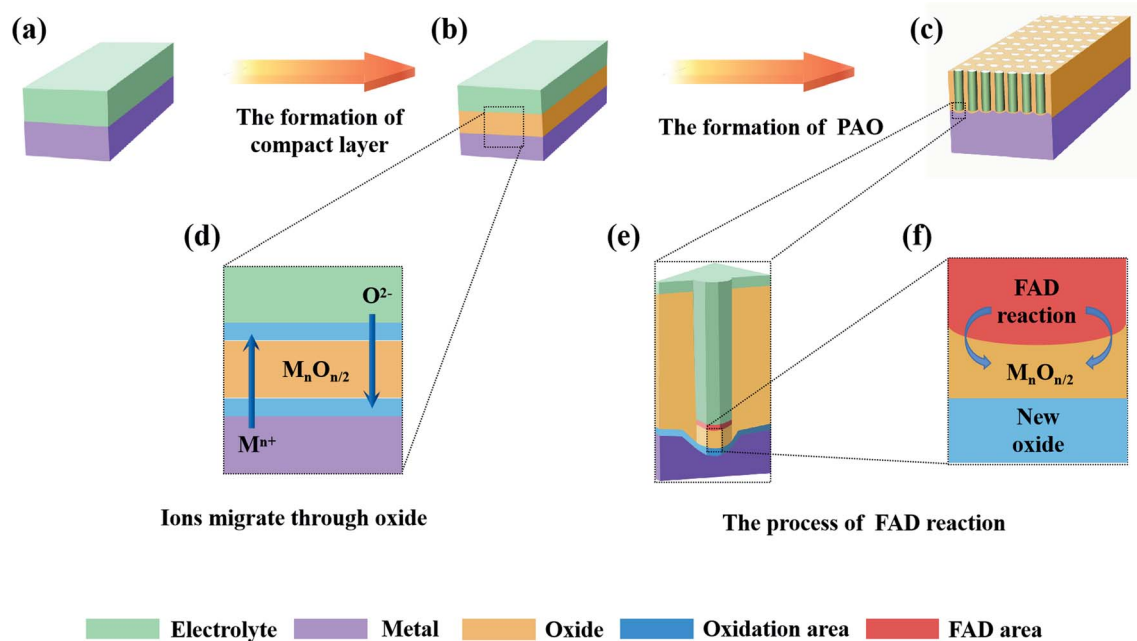 (a)
(b)
(c)
The formation of
compact layer
The formation of PAO
(d)
(e)
(f)
O²⁻
MₙOₙ/₂
Mⁿ⁺
FAD
reaction
MₙOₙ/₂
New
oxide
Ions migrate through oxide
The process of FAD reaction
Electrolyte
Metal
Oxide
Oxidation area
FAD area